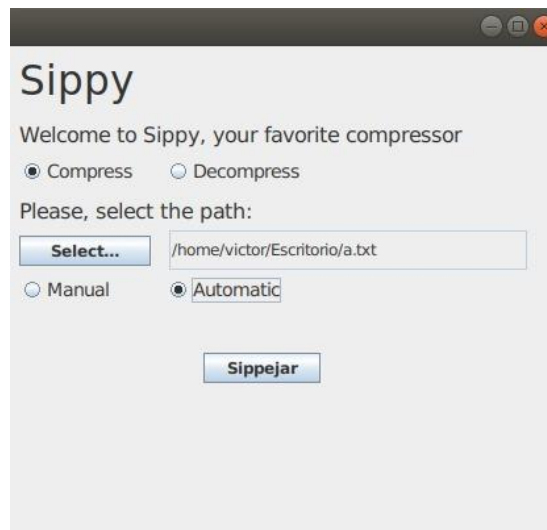 Sippy
Welcome to Sippy, your favorite compressor
Compress Decompress
Please, select the path:
Select... /home/victor/Escritorio/a.txt
Manual Automatic
Sippejar